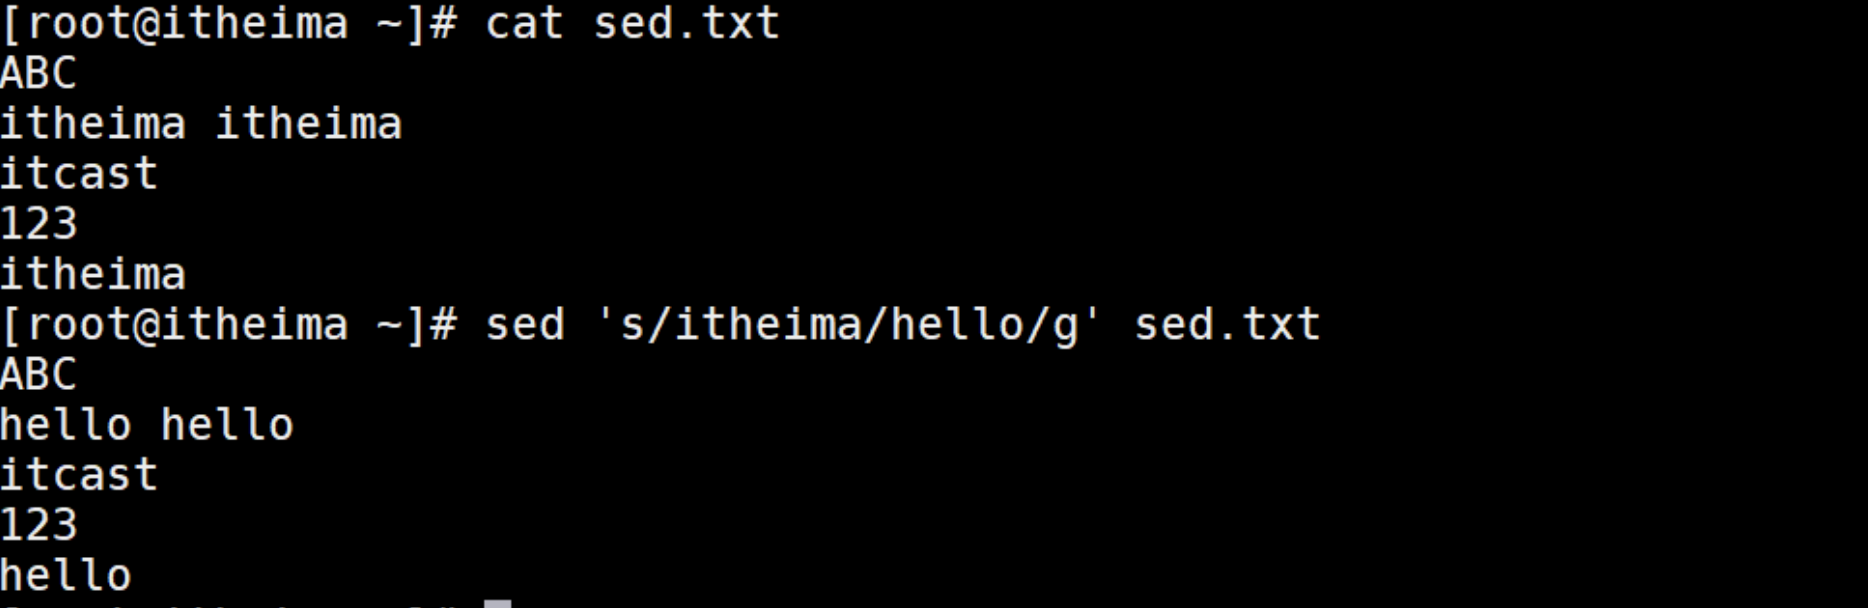 [root@itheima ~]# cat sed.txt
ABC
itheima itheima
itcast
123
itheima
[root@itheima ~]# sed 's/itheima/hello/g' sed.txt
ABC
hello hello
itcast
123
hello